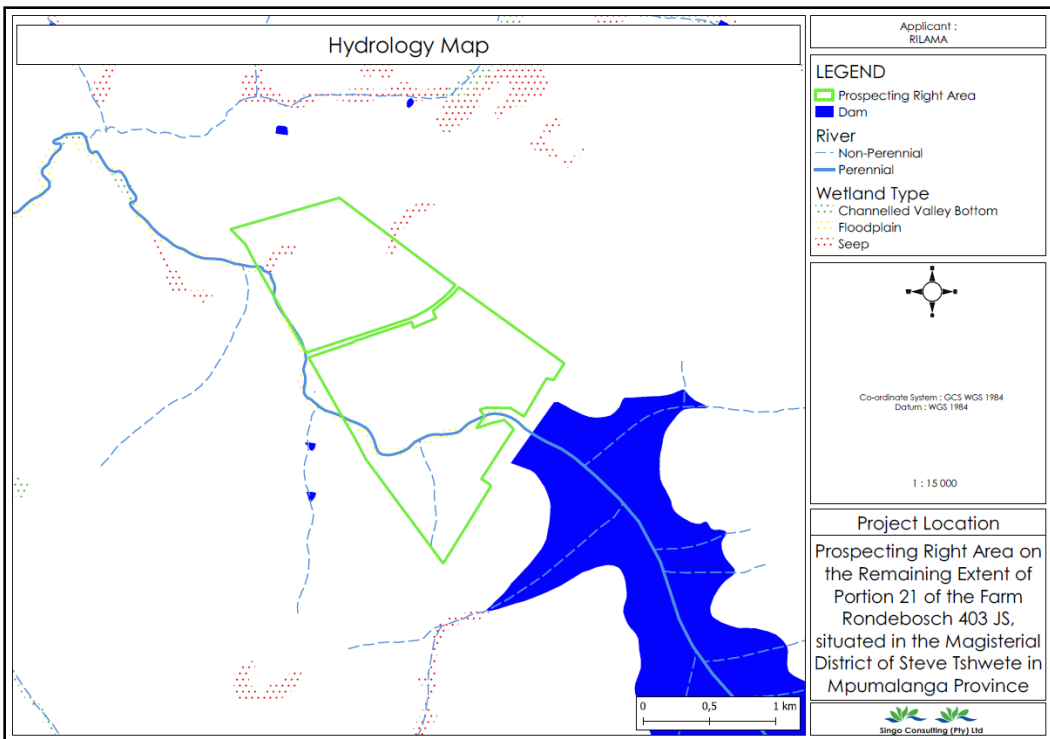 Hydrology Map
Applicant :
RILAMA
LEGEND
Prospecting Right Area
Dam
River
Non-Perennial
Perennial
Wetland Type
Channelled Valley Bottom
Floodplain
Seep
Co-ordinate System : GCS WGS 1984
Datum : WGS 1984
1 : 15 000
Project Location
Prospecting Right Area on
the Remaining Extent of
Portion 21 of the Farm
Rondebosch 403 JS,
situated in the Magisterial
District of Steve Tshwete in
Mpumalanga Province
Singo Consulting (Pty) Ltd
0 0,5 1 km